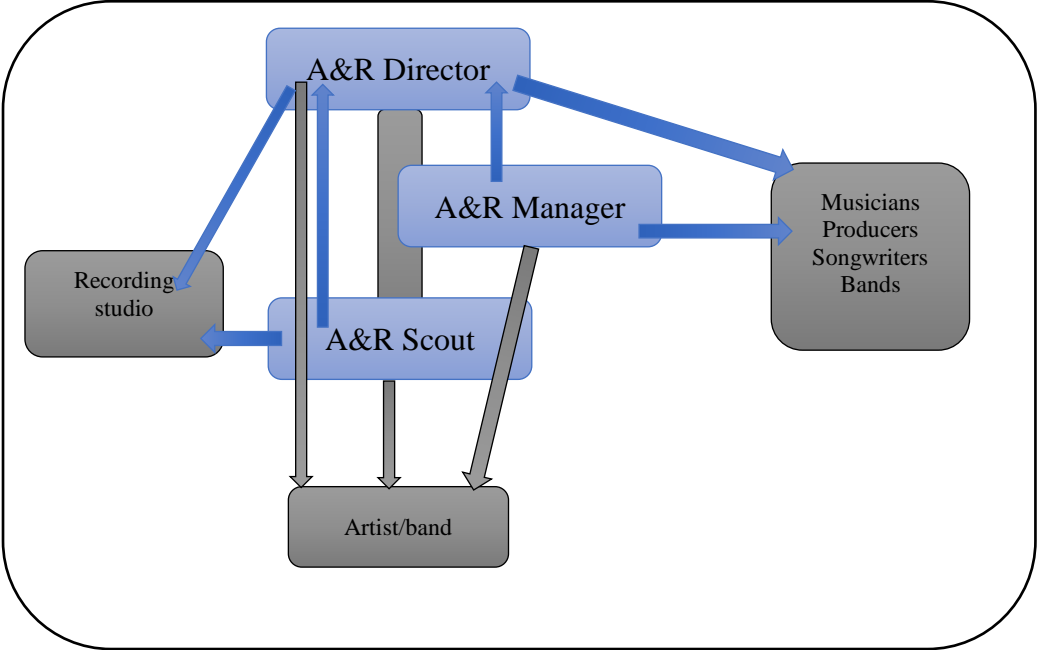 A&R Director
A&R Manager
Musicians
Producers
Songwriters
Bands
Recording
studio
A&R Scout
Artist/band